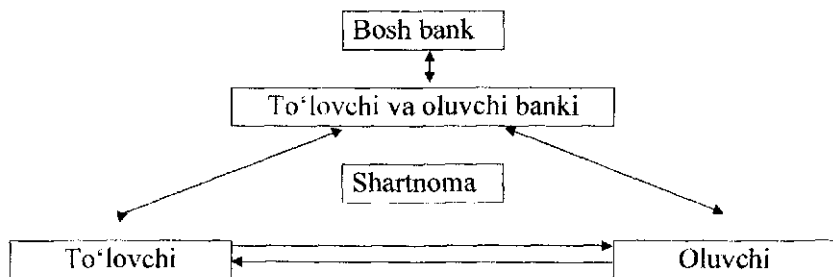 Bosh bank
To‘lovchi va oluvchi banki
Shartnoma
To‘lovchi
Oluvchi